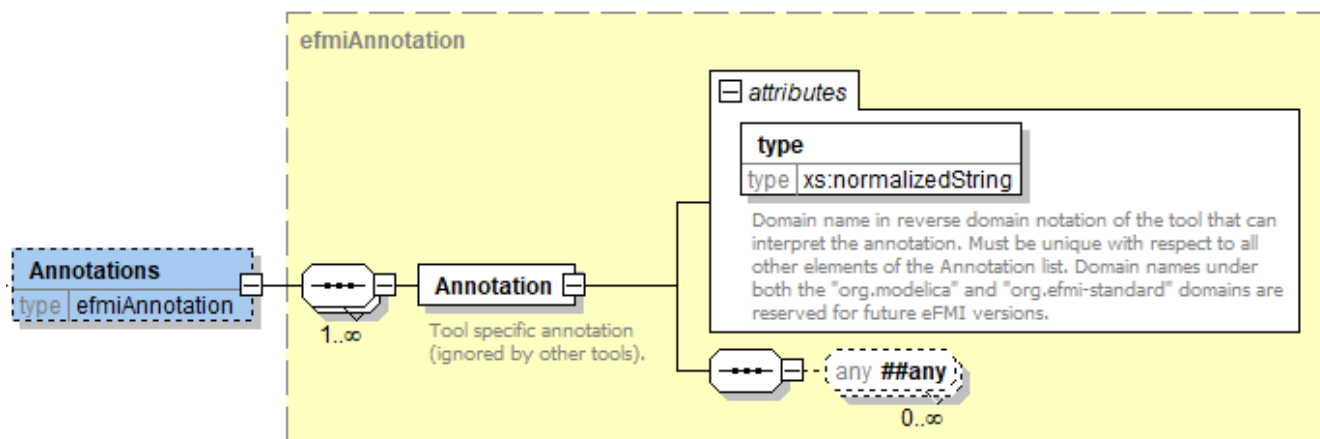 efmiAnnotation
attributes
type
type xs:normalizedString
Domain name in reverse domain notation of the tool that can
interpret the annotation. Must be unique with respect to all
other elements of the Annotation list. Domain names under
both the "org.modelica" and "org.efmi-standard" domains are
reserved for future eFMI versions.
Annotations
type efmiAnnotation
1..∞
Annotation
Tool specific annotation
(ignored by other tools).
any ##any
0..∞